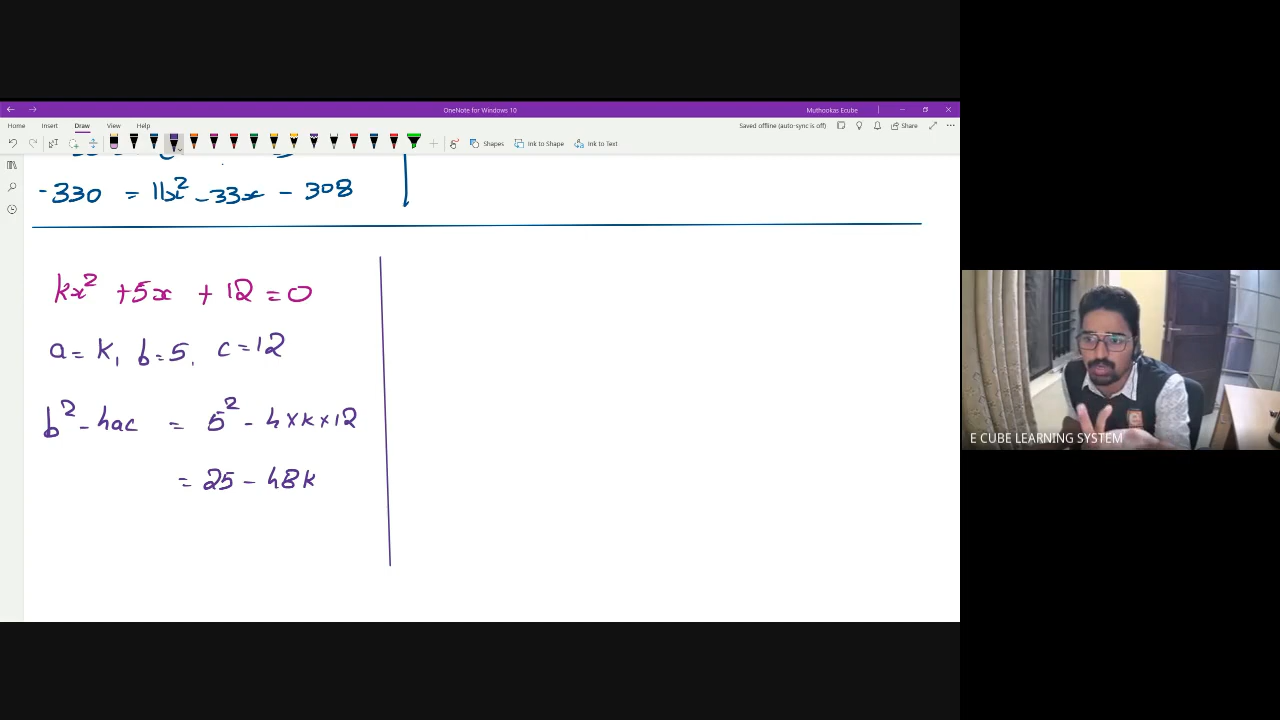 OneNote for Windows 10
Muthookas Ecube
Home Insert Draw View Help
Saved offline (auto-sync is off) Share
Shapes Ink to Shape Ink to Text
-330 = 11x² - 33x - 308
kx² + 5x + 12 = 0
a = k, b = 5, c = 12
b² - 4ac = 5² - 4 × k × 12
= 25 - 48k
E CUBE LEARNING SYSTEM